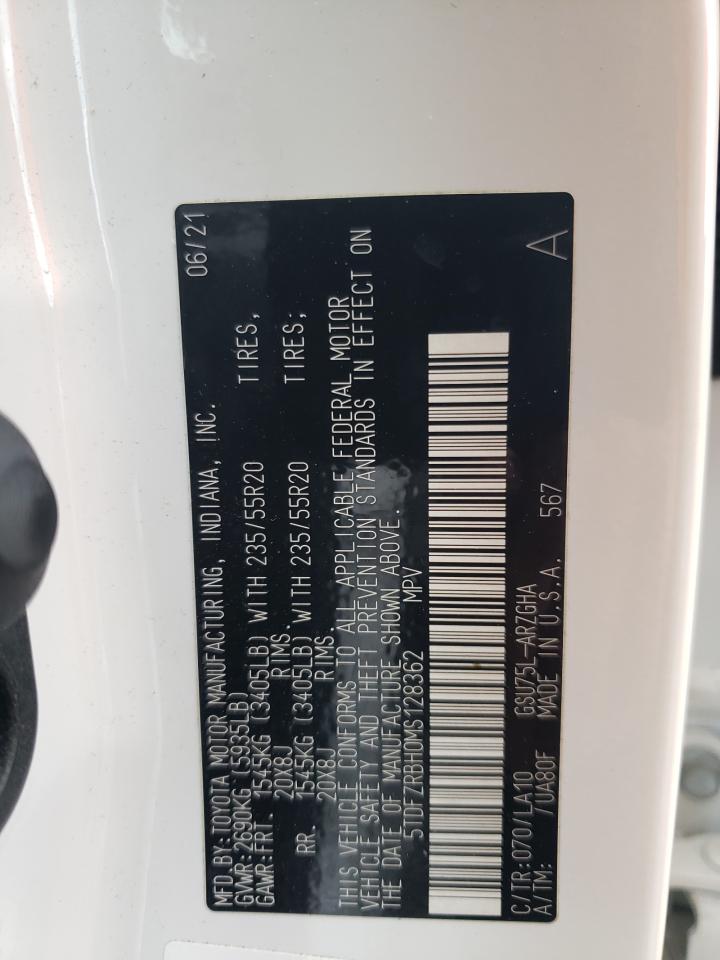 MFD.BY:TOYOTA MOTOR MANUFACTURING, INDIANA, INC. 06/21
GVWR:2690KG (5935LB)
GAWR:FRT. 1545KG (3405LB) WITH 235/55R20 TIRES,
20X8J RIMS.
RR. 1545KG (3405LB) WITH 235/55R20 TIRES;
20X8J RIMS.
THIS VEHICLE CONFORMS TO ALL APPLICABLE FEDERAL MOTOR
VEHICLE SAFETY AND THEFT PREVENTION STANDARDS IN EFFECT ON
THE DATE OF MANUFACTURE SHOWN ABOVE.
5TDFZRBH0MS128362 MPV
C/TR:070/LA10 GSU75L-ARZGHA
A/TM: /UA80F MADE IN U.S.A. 567 A